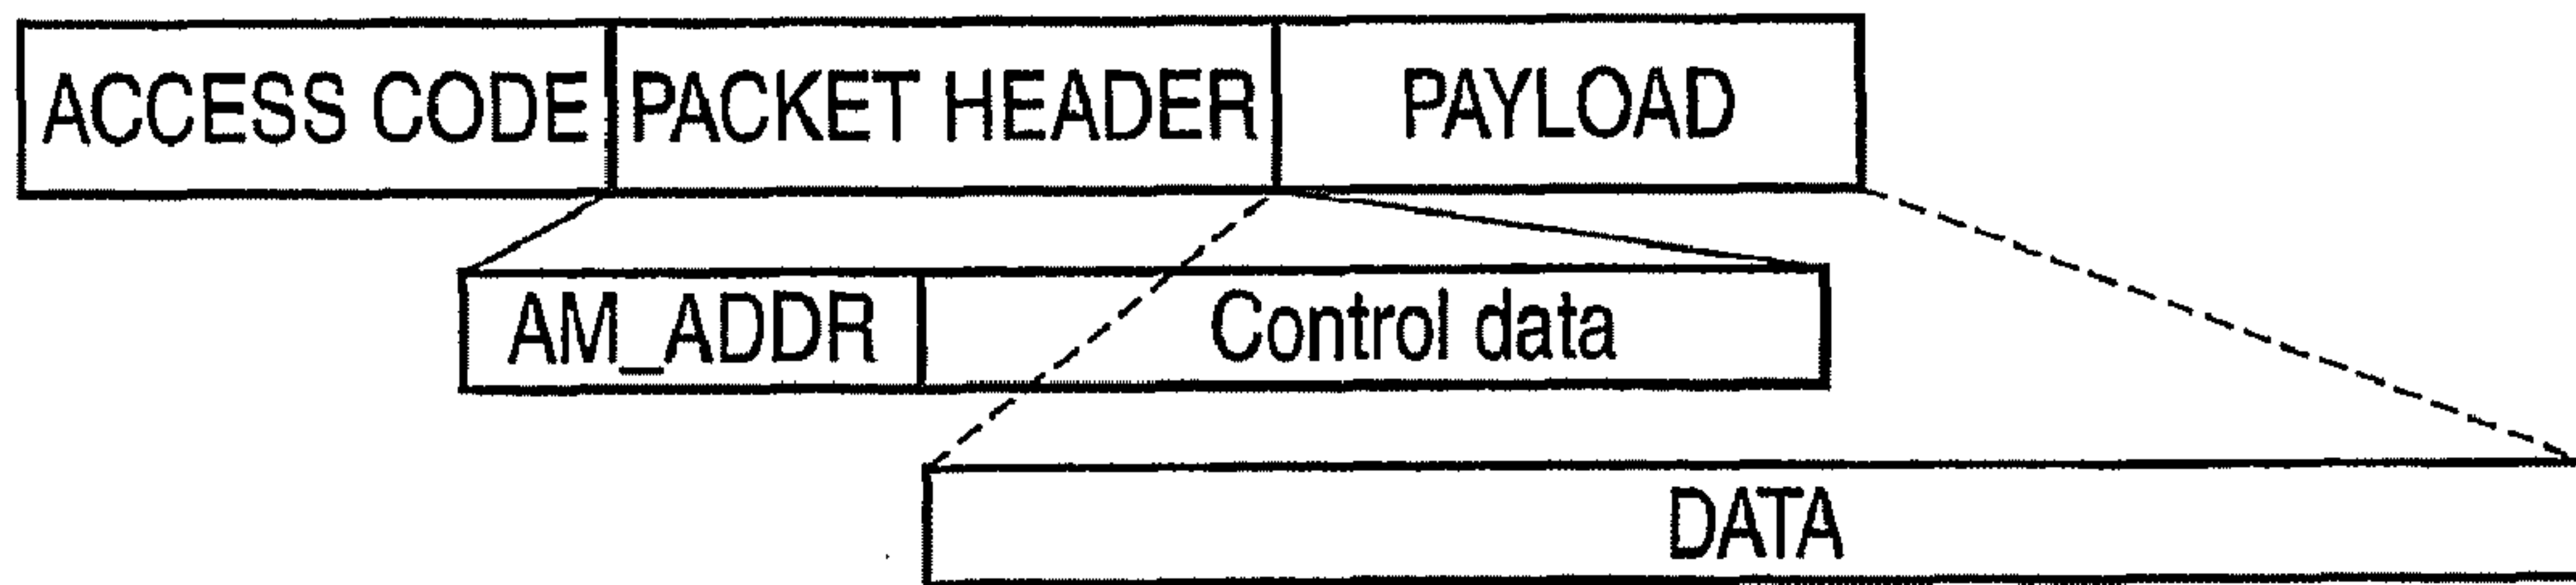 ACCESS CODE PACKET HEADER PAYLOAD
AM_ADDR Control data
DATA